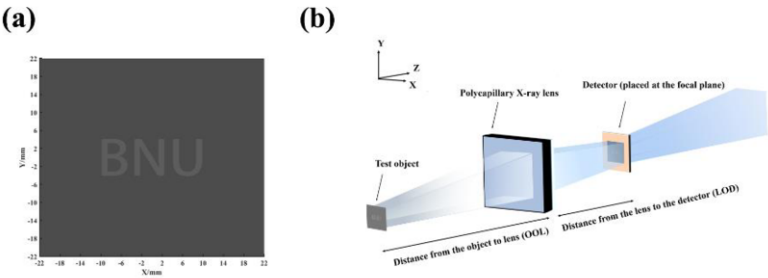 (a)
22
18
14
10
6
2
-2
-6
-10
-14
-18
-22
Y/mm
BNU
-22 -18 -14 -10 -6 -2 2 6 10 14 18 22
X/mm
(b)
Y
Z
X
Polycapillary X-ray lens
Detector (placed at the focal plane)
Test object
Distance from the object to lens (OOL)
Distance from the lens to the detector (LOD)